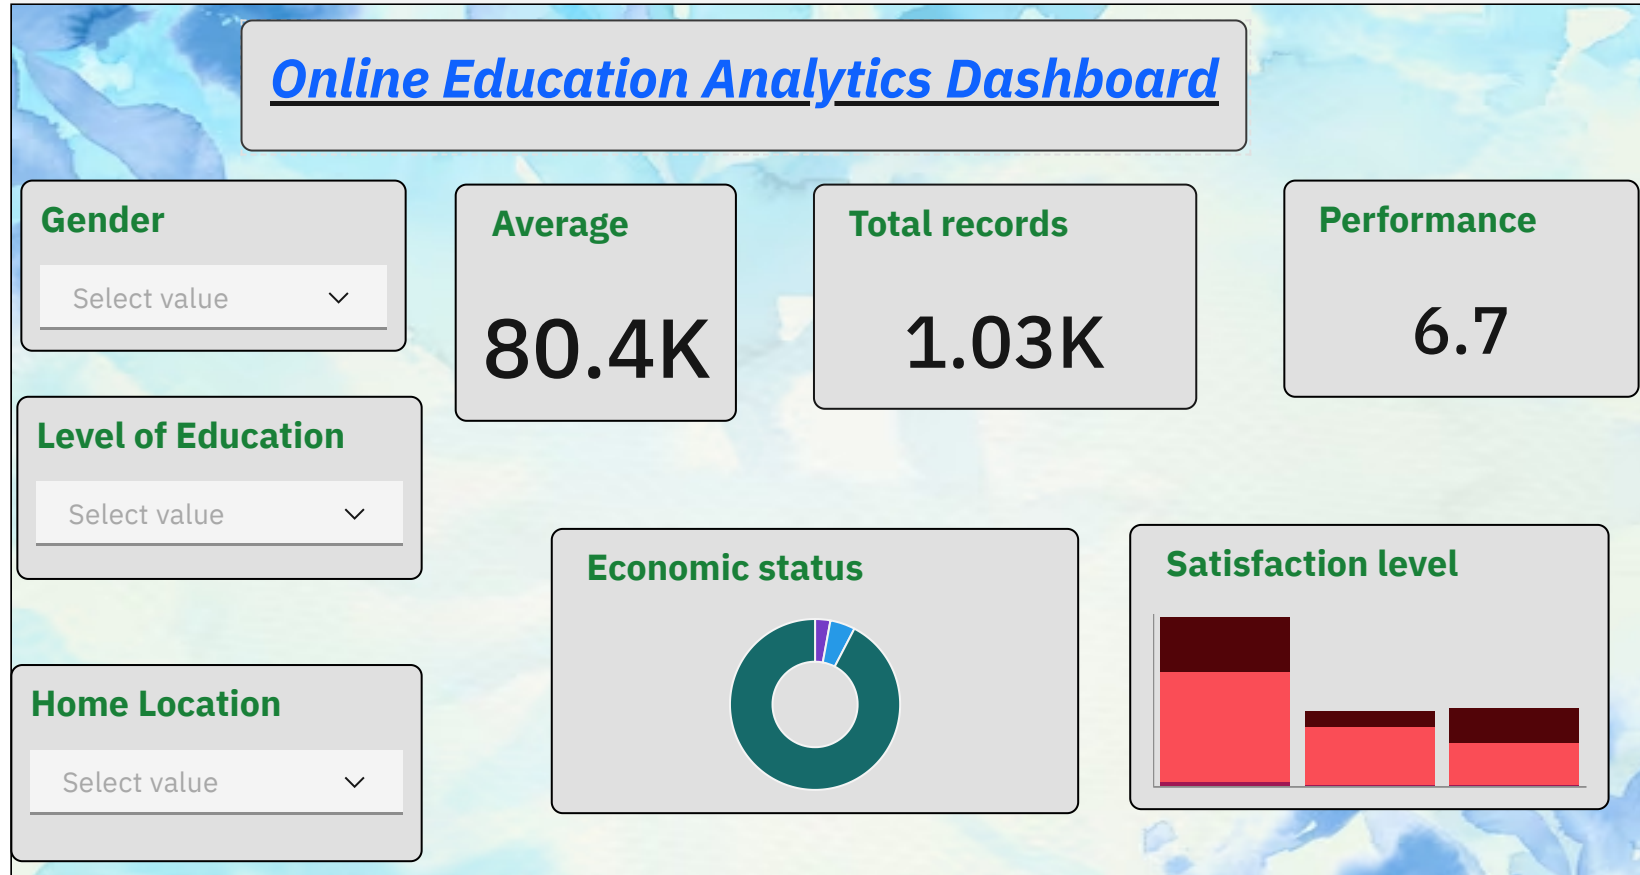 Online Education Analytics Dashboard
Gender
Select value
Average
80.4K
Total records
1.03K
Performance
6.7
Level of Education
Select value
Economic status
Satisfaction level
Home Location
Select value